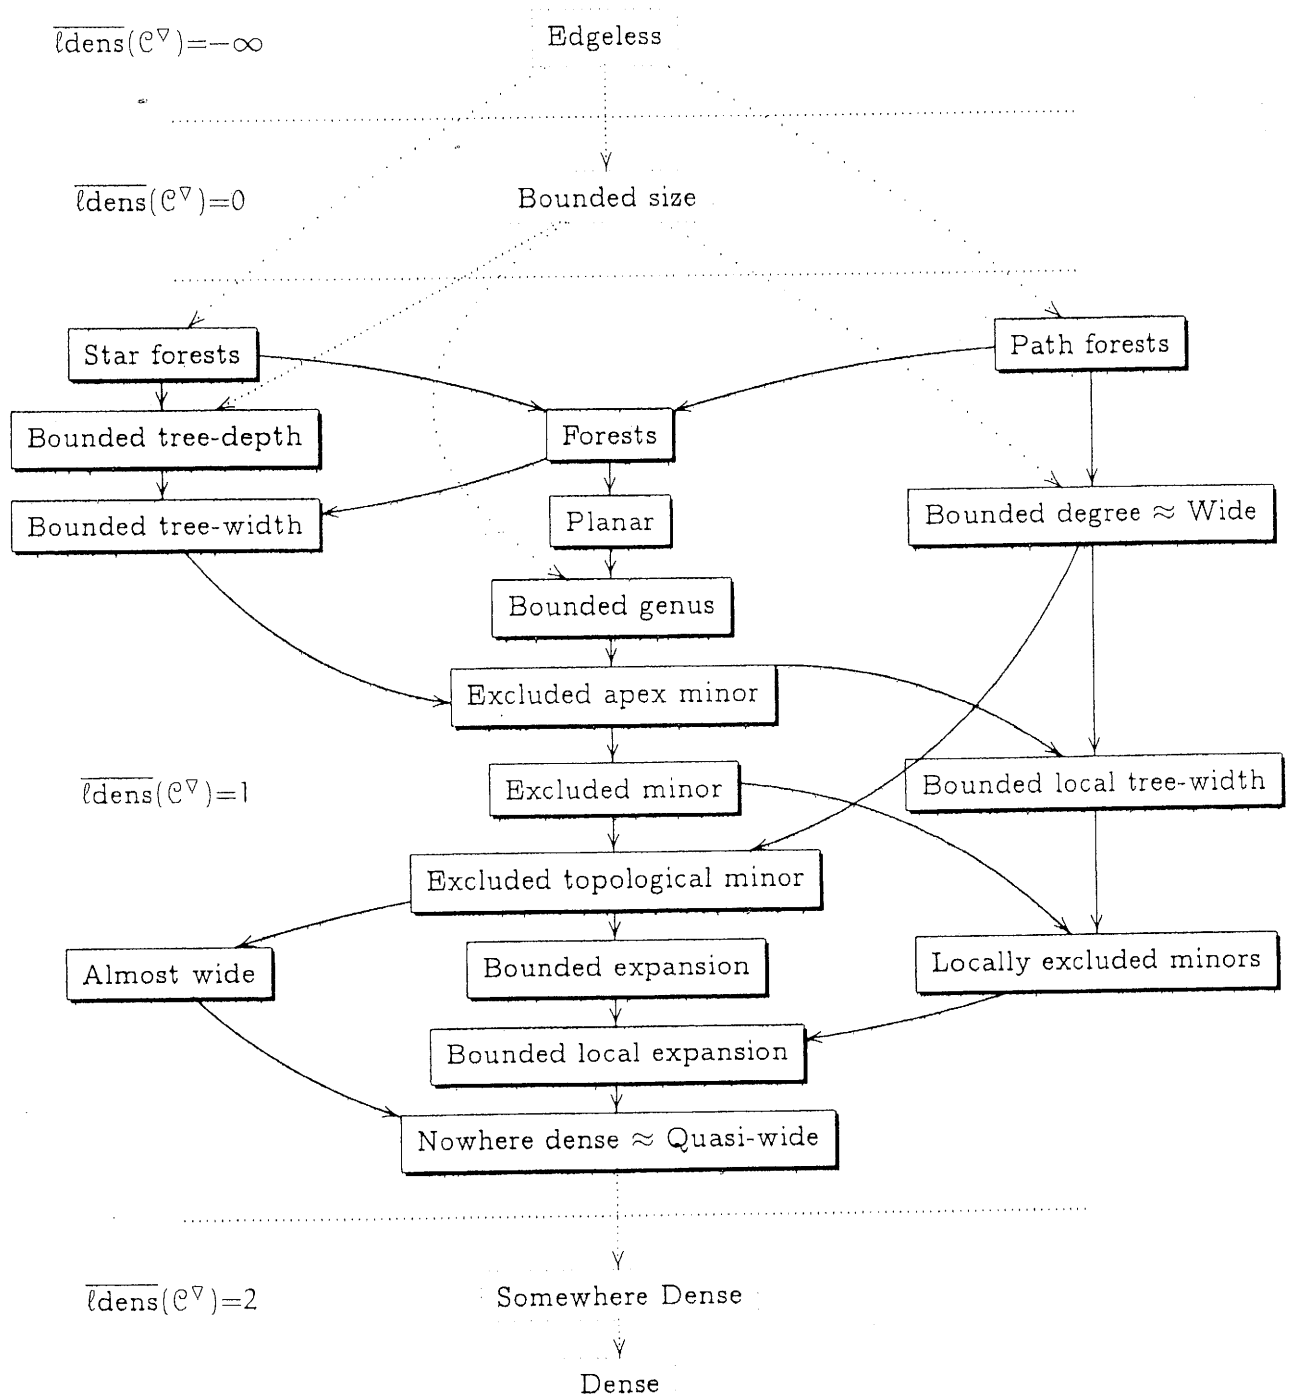 ℓdens(𝒞^∇)=−∞
Edgeless
ℓdens(𝒞^∇)=0
Bounded size
Star forests
Path forests
Bounded tree-depth
Forests
Bounded tree-width
Planar
Bounded degree ≈ Wide
Bounded genus
Excluded apex minor
ℓdens(𝒞^∇)=1
Excluded minor
Bounded local tree-width
Excluded topological minor
Almost wide
Bounded expansion
Locally excluded minors
Bounded local expansion
Nowhere dense ≈ Quasi-wide
ℓdens(𝒞^∇)=2
Somewhere Dense
Dense